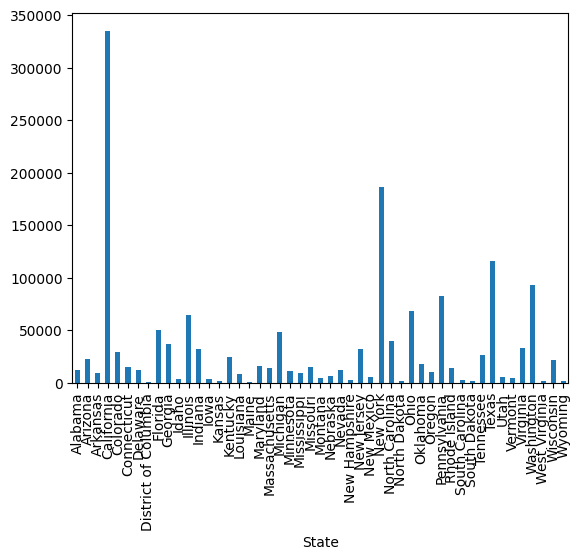 350000
300000
250000
200000
150000
100000
50000
0
Alabama
Arizona
Arkansas
California
Colorado
Connecticut
Delaware
District of Columbia
Florida
Georgia
Idaho
Illinois
Indiana
Iowa
Kansas
Kentucky
Louisiana
Maine
Maryland
Massachusetts
Michigan
Minnesota
Mississippi
Missouri
Montana
Nebraska
Nevada
New Hampshire
New Jersey
New Mexico
New York
North Carolina
North Dakota
Ohio
Oklahoma
Oregon
Pennsylvania
Rhode Island
South Carolina
South Dakota
Tennessee
Texas
Utah
Vermont
Virginia
Washington
West Virginia
Wisconsin
Wyoming
State